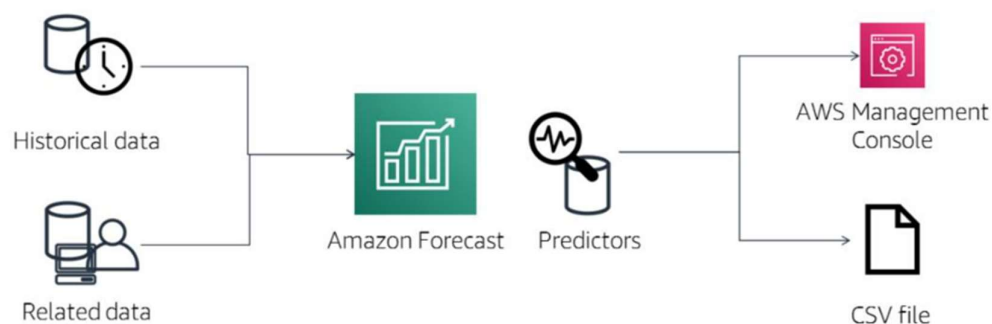 Historical data
Related data
Amazon Forecast
Predictors
AWS Management
Console
CSV file